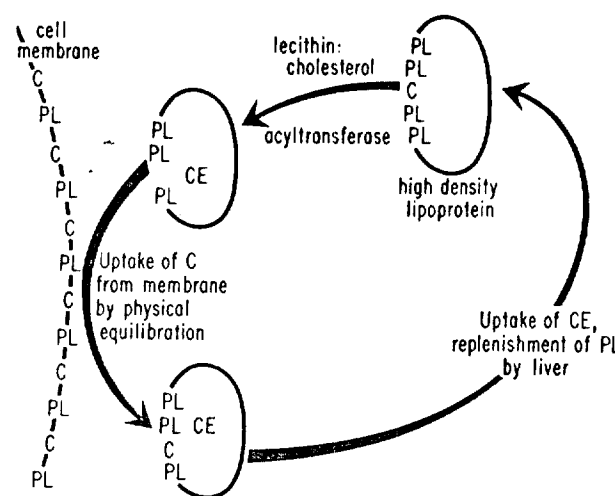 cell
membrane
C
PL
C
PL
C
PL
C
PL
C
PL
C
PL
lecithin:
cholesterol
acyltransferase
PL
PL
C
PL
PL
high density
lipoprotein
PL
PL
CE
PL
Uptake of C
from membrane
by physical
equilibration
PL
PL CE
C
PL
Uptake of CE,
replenishment of PL
by liver